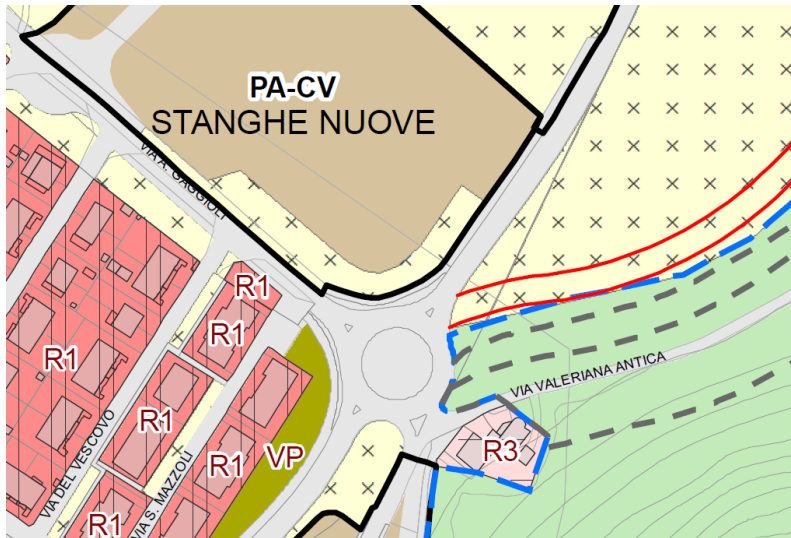 PA-CV
STANGHE NUOVE
VIA A. GAGGIOLI
R1
R1
R1
VIA VALERIANA ANTICA
R1
R1
VP
R3
VIA DEL VESCOVO
VIA S. MAZZOLI
R1